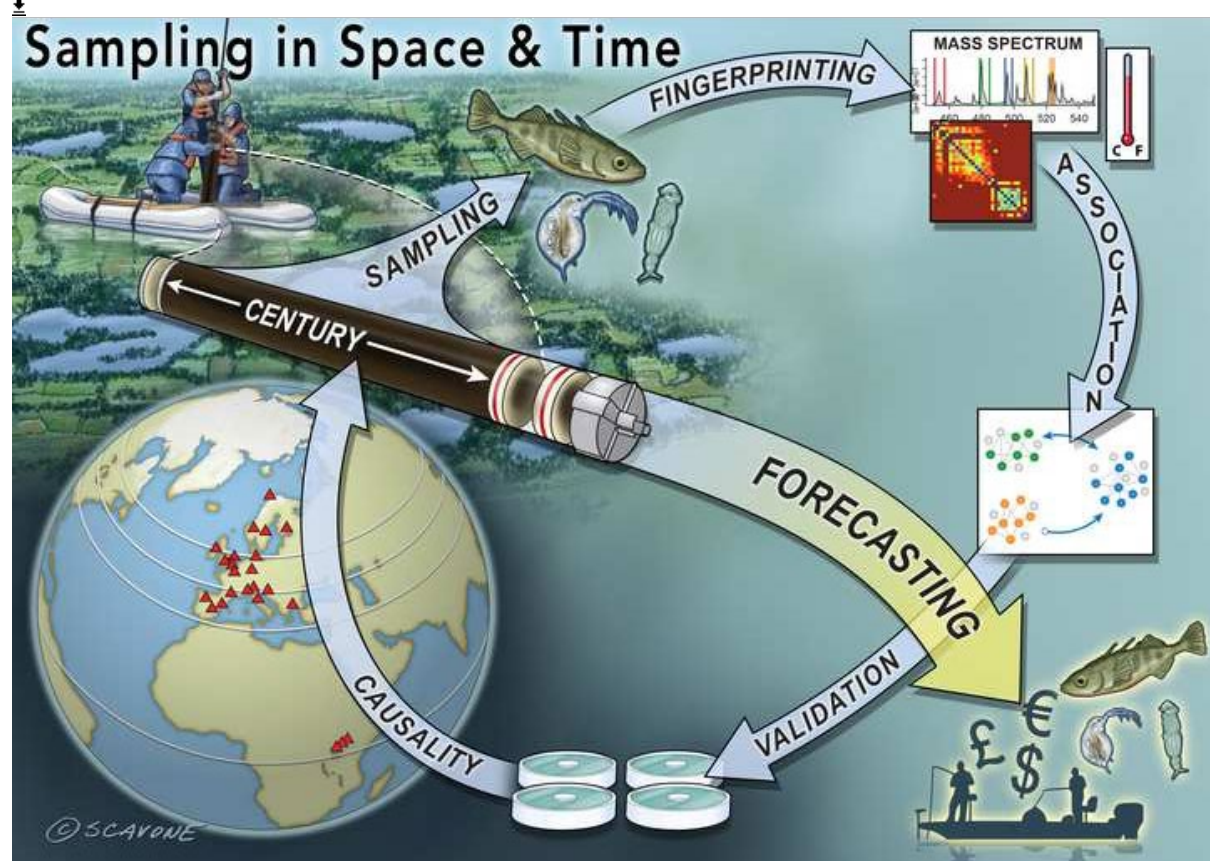 Sampling in Space & Time
FINGERPRINTING
MASS SPECTRUM
460 480 500 520 540
C F
SAMPLING
ASSOCIATION
CENTURY
FORECASTING
VALIDATION
CAUSALITY
£ € $
© SCAVONE